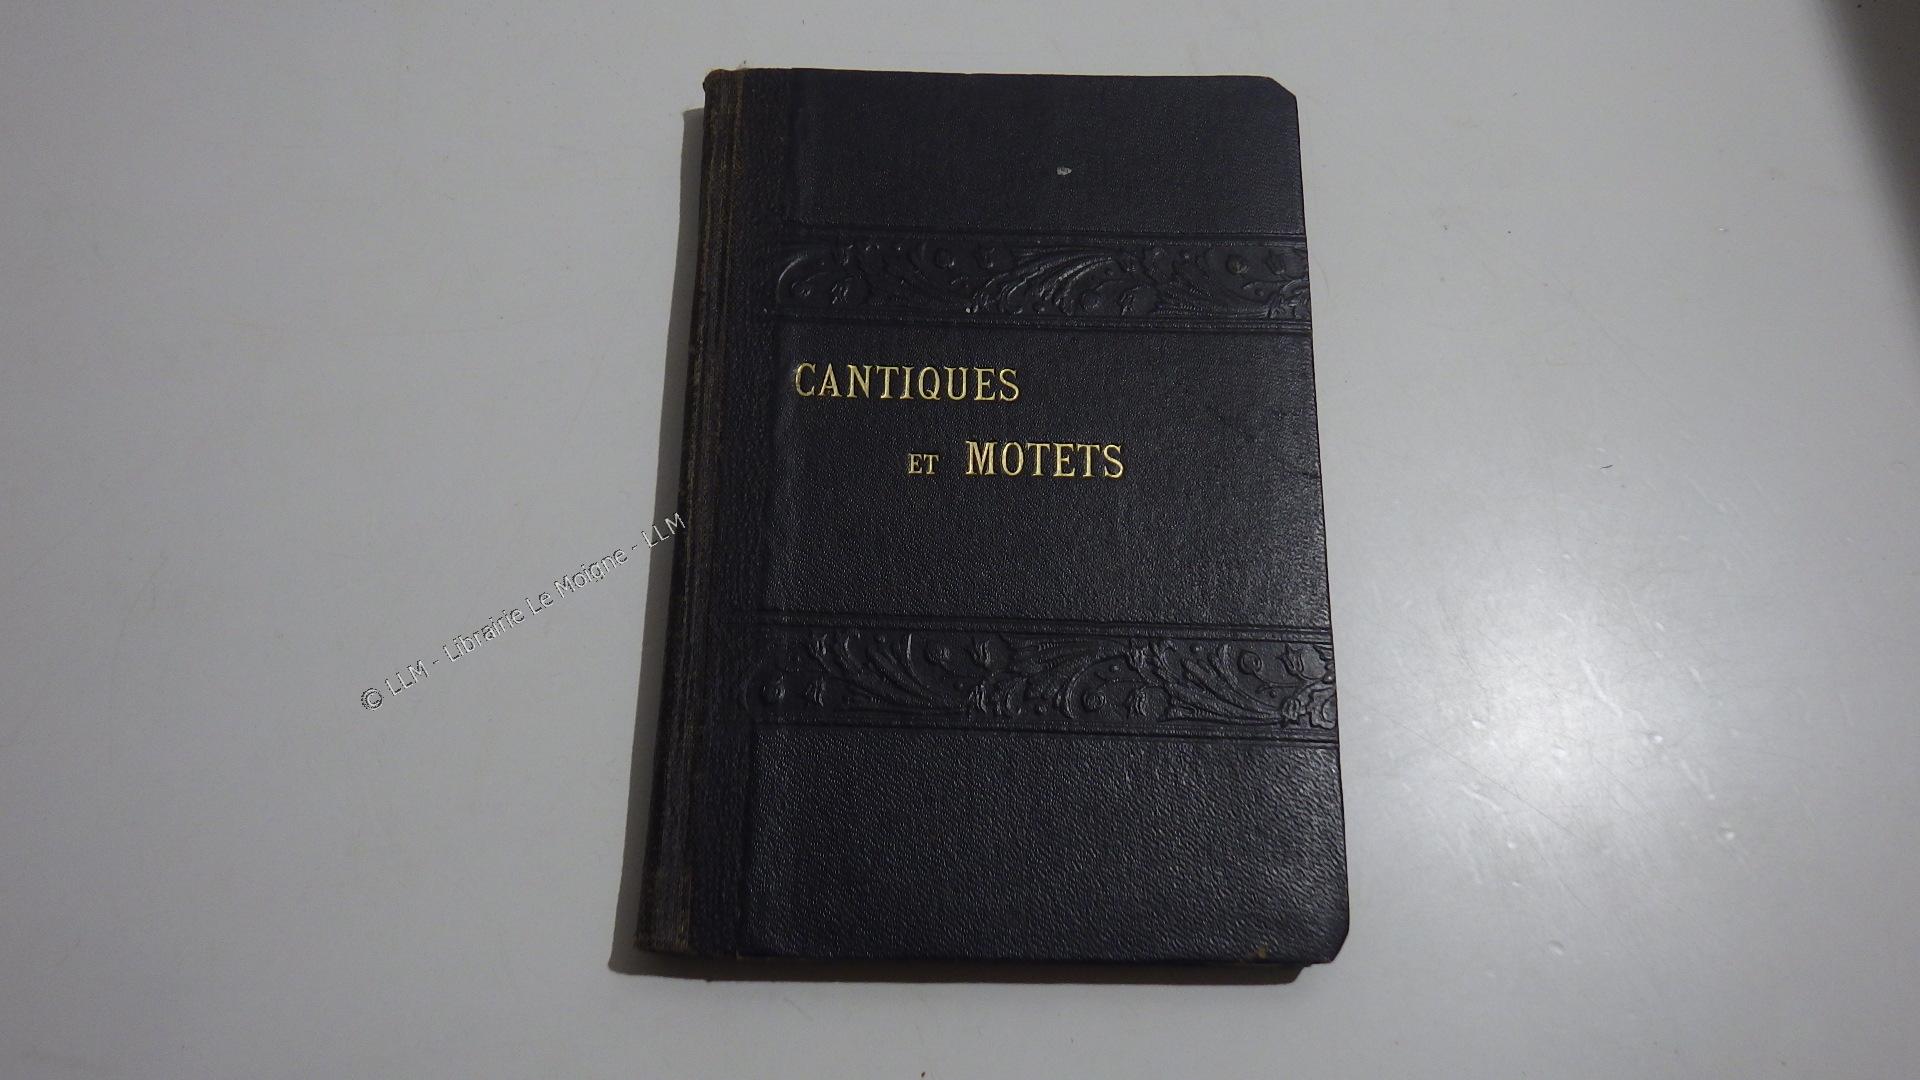 CANTIQUES
ET MOTETS
© LLM - Librairie Le Moigne - LLM